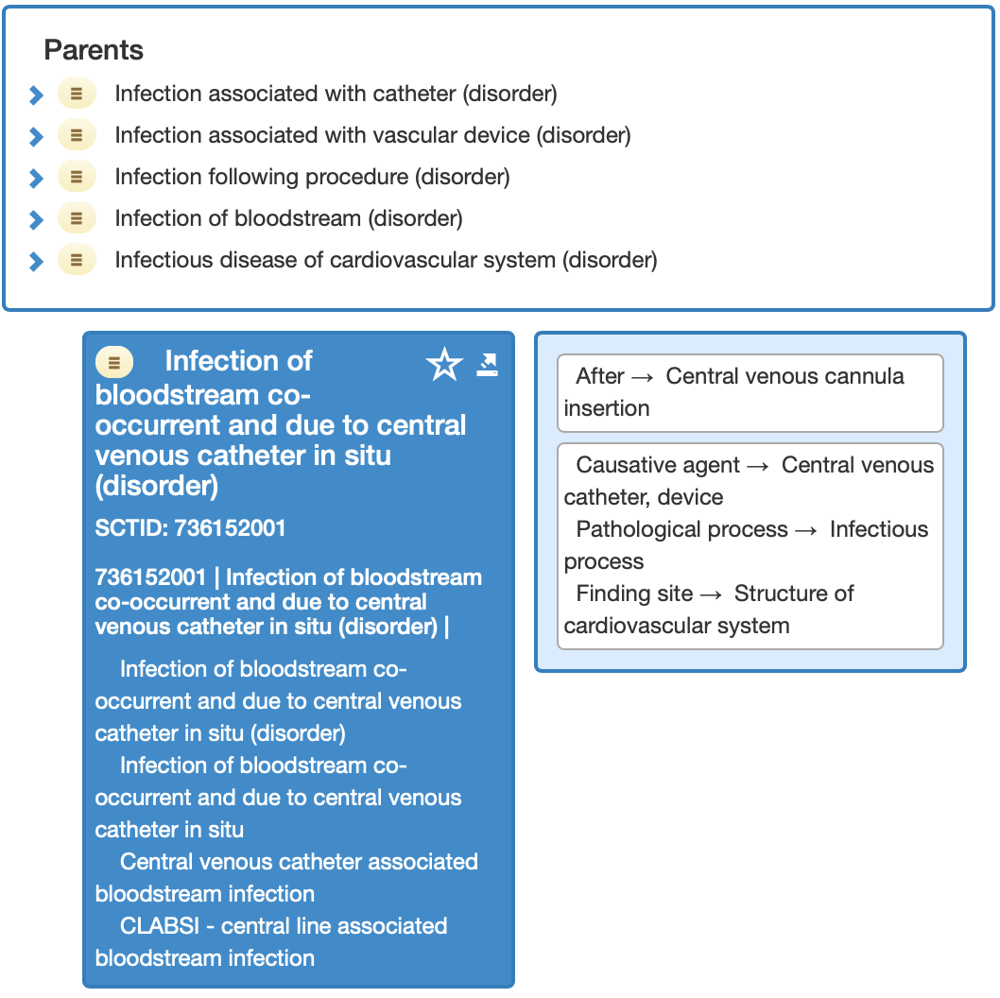 Parents
Infection associated with catheter (disorder)
Infection associated with vascular device (disorder)
Infection following procedure (disorder)
Infection of bloodstream (disorder)
Infectious disease of cardiovascular system (disorder)
Infection of
bloodstream co-
occurrent and due to central
venous catheter in situ
(disorder)
SCTID: 736152001
736152001 | Infection of bloodstream
co-occurrent and due to central
venous catheter in situ (disorder) |
Infection of bloodstream co-
occurrent and due to central venous
catheter in situ (disorder)
Infection of bloodstream co-
occurrent and due to central venous
catheter in situ
Central venous catheter associated
bloodstream infection
CLABSI - central line associated
bloodstream infection
After → Central venous cannula
insertion
Causative agent → Central venous
catheter, device
Pathological process → Infectious
process
Finding site → Structure of
cardiovascular system